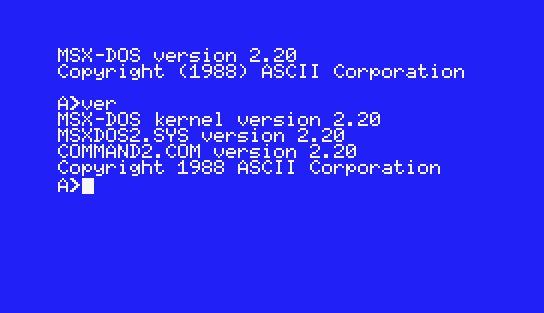 MSX-DOS version 2.20
Copyright (1988) ASCII Corporation
A>ver
MSX-DOS kernel version 2.20
MSXDOS2.SYS version 2.20
COMMAND2.COM version 2.20
Copyright 1988 ASCII Corporation
A>